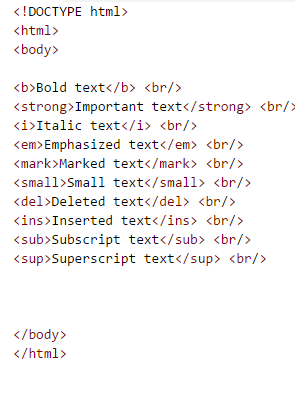 <!DOCTYPE html>
<html>
<body>
<b>Bold text</b> <br/>
<strong>Important text</strong> <br/>
<i>Italic text</i> <br/>
<em>Emphasized text</em> <br/>
<mark>Marked text</mark> <br/>
<small>Small text</small> <br/>
<del>Deleted text</del> <br/>
<ins>Inserted text</ins> <br/>
<sub>Subscript text</sub> <br/>
<sup>Superscript text</sup> <br/>
</body>
</html>